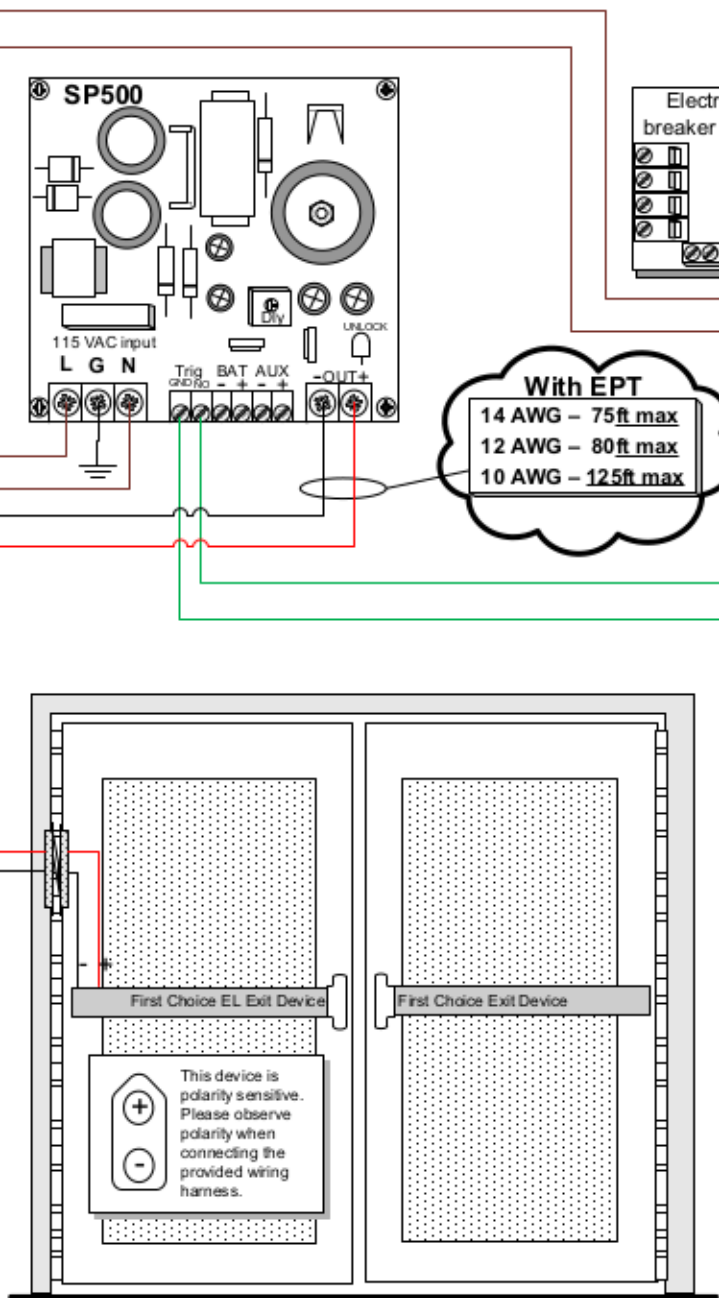 SP500
Electr
breaker
Dly
UNLOCK
115 VAC input
L G N
Trig BAT AUX
GND NO - + - + -OUT+
With EPT
14 AWG – 75ft max
12 AWG – 80ft max
10 AWG – 125ft max
- +
First Choice EL Exit Device
First Choice Exit Device
This device is
polarity sensitive.
Please observe
polarity when
connecting the
provided wiring
harness.
+
-